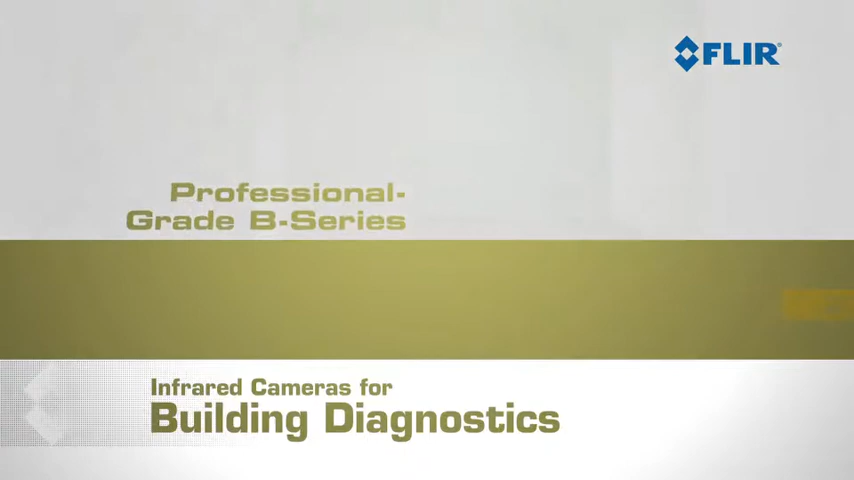 FLIR
Professional-
Grade B-Series
Infrared Cameras for
Building Diagnostics